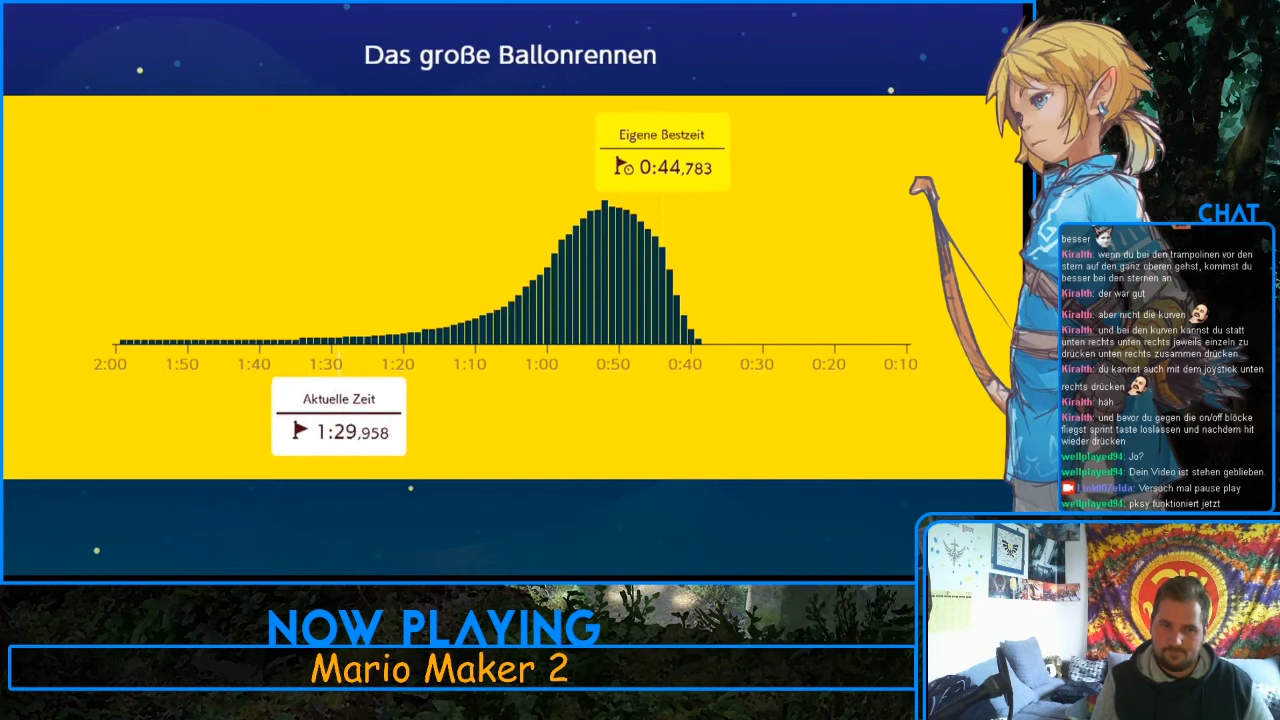 Das große Ballonrennen
Eigene Bestzeit
0:44,783
2:00 1:50 1:40 1:30 1:20 1:10 1:00 0:50 0:40 0:30 0:20 0:10
Aktuelle Zeit
1:29,958
CHAT
besser
Kiralth: wenn du bei den trampolinen vor den
stern auf den ganz oberen gehst, kommst du
besser bei den sternen an
Kiralth: der war gut
Kiralth: aber nicht die kurven
Kiralth: und bei den kurven kannst du statt
unten rechts unten rechts jeweils einzeln zu
drücken unten rechts zusammen drücken
Kiralth: du kannst auch mit dem joystick unten
rechts drücken
Kiralth: häh
Kiralth: und bevor du gegen die on/off blöcke
fliegst sprint taste loslassen und nachdem hit
wieder drücken
wellplayed94: Jo?
wellplayed94: Dein Video ist stehen geblieben.
Versuch mal pause play
wellplayed94: pksy funktioniert jetzt
NOW PLAYING
Mario Maker 2